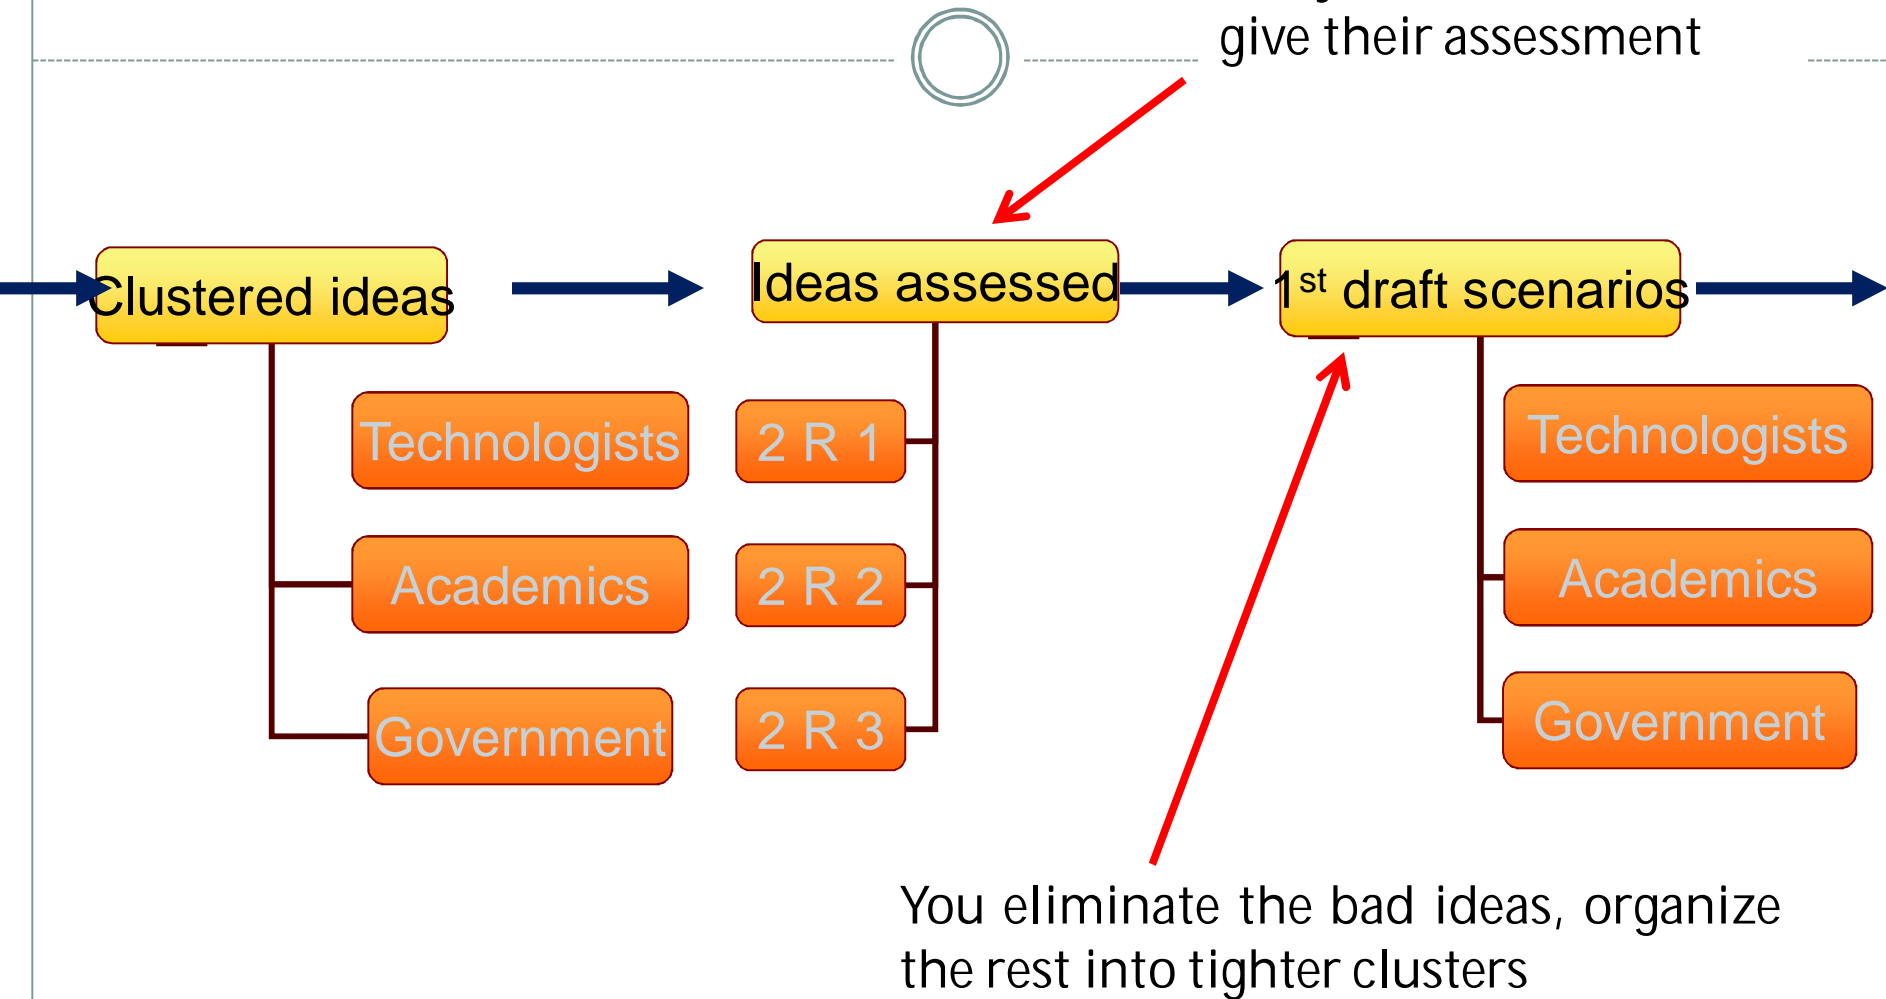 give their assessment
Clustered ideas
Ideas assessed
1st draft scenarios
Technologists
2 R 1
Technologists
Academics
2 R 2
Academics
Government
2 R 3
Government
You eliminate the bad ideas, organize
the rest into tighter clusters